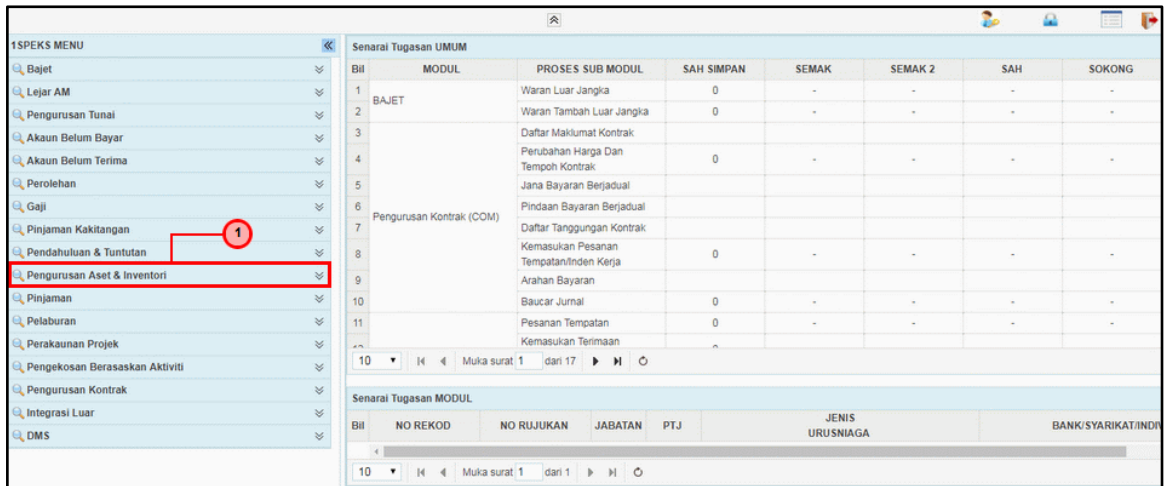 1SPEKS MENU
Bajet
Lejar AM
Pengurusan Tunai
Akaun Belum Bayar
Akaun Belum Terima
Perolehan
Gaji
Pinjaman Kakitangan
1
Pendahuluan & Tuntutan
Pengurusan Aset & Inventori
Pinjaman
Pelaburan
Perakaunan Projek
Pengekosan Berasaskan Aktiviti
Pengurusan Kontrak
Integrasi Luar
DMS
Senarai Tugasan UMUM
Bil MODUL PROSES SUB MODUL SAH SIMPAN SEMAK SEMAK 2 SAH SOKONG
1 BAJET Waran Luar Jangka 0 - - - -
2 Waran Tambah Luar Jangka 0 - - - -
3 Daftar Maklumat Kontrak
4 Perubahan Harga Dan
Tempoh Kontrak 0 - - - -
5 Jana Bayaran Berjadual
6 Pindaan Bayaran Berjadual
Pengurusan Kontrak (COM)
7 Daftar Tanggungan Kontrak
8 Kemasukan Pesanan
Tempatan/Inden Kerja 0 - - - -
9 Arahan Bayaran
10 Baucar Jurnal 0 - - - -
11 Pesanan Tempatan 0 - - - -
Kemasukan Terimaan
10 Muka surat 1 dari 17
Senarai Tugasan MODUL
Bil NO REKOD NO RUJUKAN JABATAN PTJ JENIS
URUSNIAGA BANK/SYARIKAT/INDIV
10 Muka surat 1 dari 1